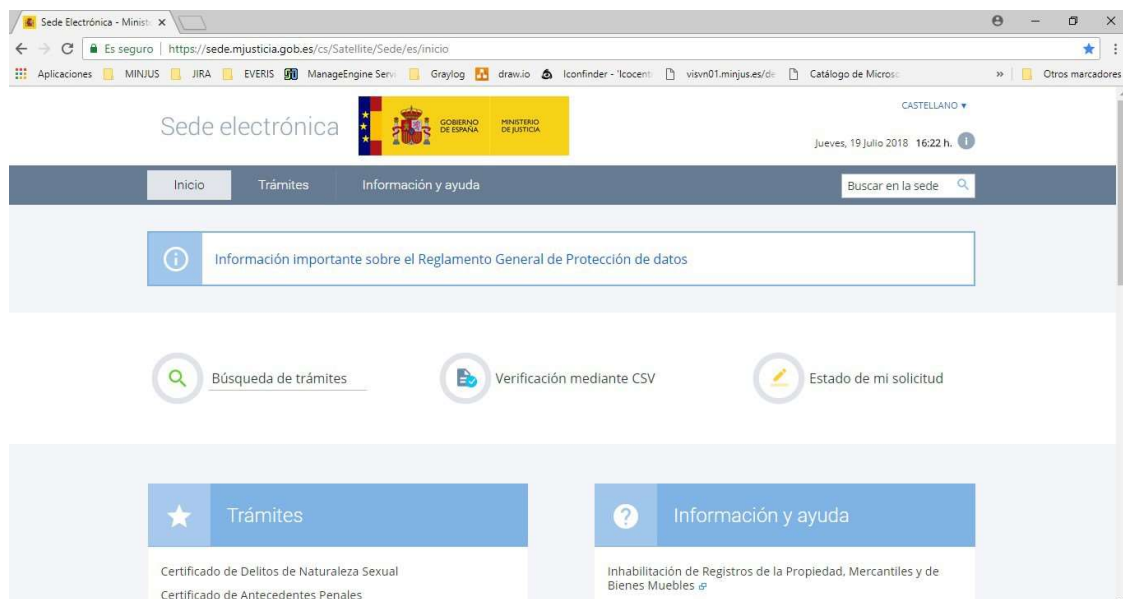 Sede Electrónica - Minist
Es seguro | https://sede.mjusticia.gob.es/cs/Satellite/Sede/es/inicio
Aplicaciones MINJUS JIRA EVERIS ManageEngine Servi Graylog draw.io Iconfinder - 'Icocenti visvn01.minjus.es/de Catálogo de Microsc » Otros marcadores
CASTELLANO
Sede electrónica
GOBIERNO DE ESPAÑA
MINISTERIO DE JUSTICIA
Jueves, 19 Julio 2018 16:22 h.
Inicio Trámites Información y ayuda Buscar en la sede
Información importante sobre el Reglamento General de Protección de datos
Búsqueda de trámites Verificación mediante CSV Estado de mi solicitud
Trámites
Certificado de Delitos de Naturaleza Sexual
Certificado de Antecedentes Penales
Información y ayuda
Inhabilitación de Registros de la Propiedad, Mercantiles y de
Bienes Muebles